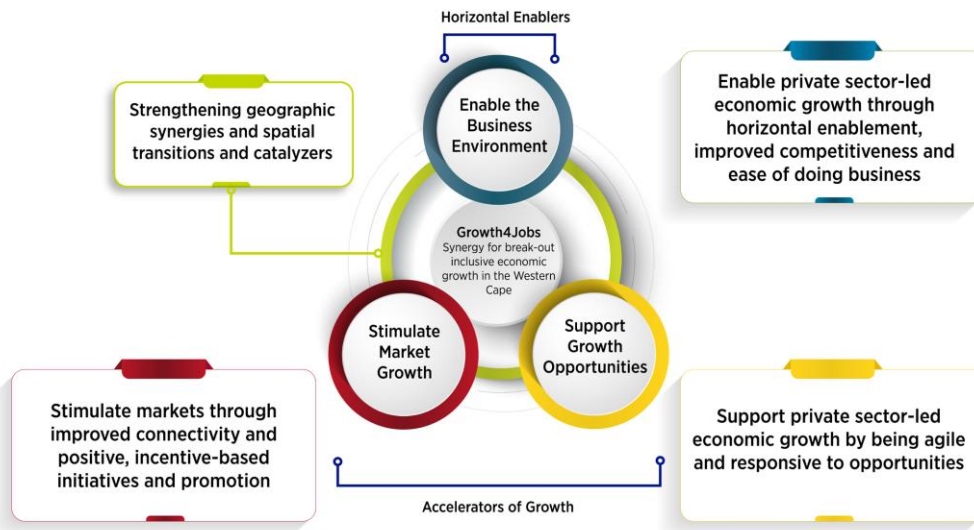 Horizontal Enablers
Strengthening geographic
synergies and spatial
transitions and catalyzers
Enable the
Business
Environment
Enable private sector-led
economic growth through
horizontal enablement,
improved competitiveness and
ease of doing business
Growth4Jobs
Synergy for break-out
inclusive economic
growth in the Western
Cape
Stimulate
Market
Growth
Support
Growth
Opportunities
Stimulate markets through
improved connectivity and
positive, incentive-based
initiatives and promotion
Support private sector-led
economic growth by being agile
and responsive to opportunities
Accelerators of Growth